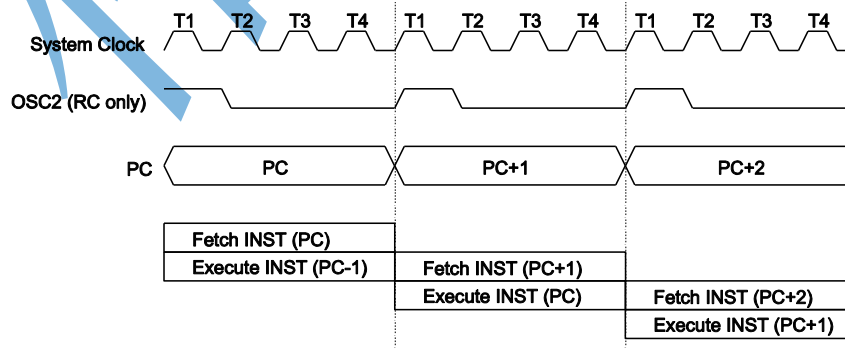 T1 T2 T3 T4 T1 T2 T3 T4 T1 T2 T3 T4
System Clock
OSC2 (RC only)
PC PC PC+1 PC+2
Fetch INST (PC)
Execute INST (PC-1) Fetch INST (PC+1)
Execute INST (PC) Fetch INST (PC+2)
Execute INST (PC+1)